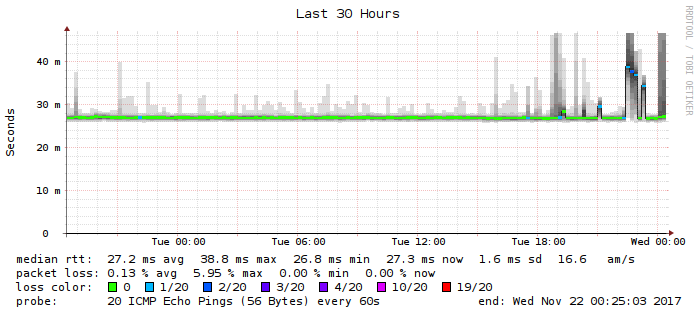 Last 30 Hours
RRDTOOL / TOBI OETIKER
Seconds
40 m
30 m
20 m
10 m
0
Tue 00:00 Tue 06:00 Tue 12:00 Tue 18:00 Wed 00:00
median rtt: 27.2 ms avg 38.8 ms max 26.8 ms min 27.3 ms now 1.6 ms sd 16.6 am/s
packet loss: 0.13 % avg 5.95 % max 0.00 % min 0.00 % now
loss color: 0 1/20 2/20 3/20 4/20 10/20 19/20
probe: 20 ICMP Echo Pings (56 Bytes) every 60s end: Wed Nov 22 00:25:03 2017